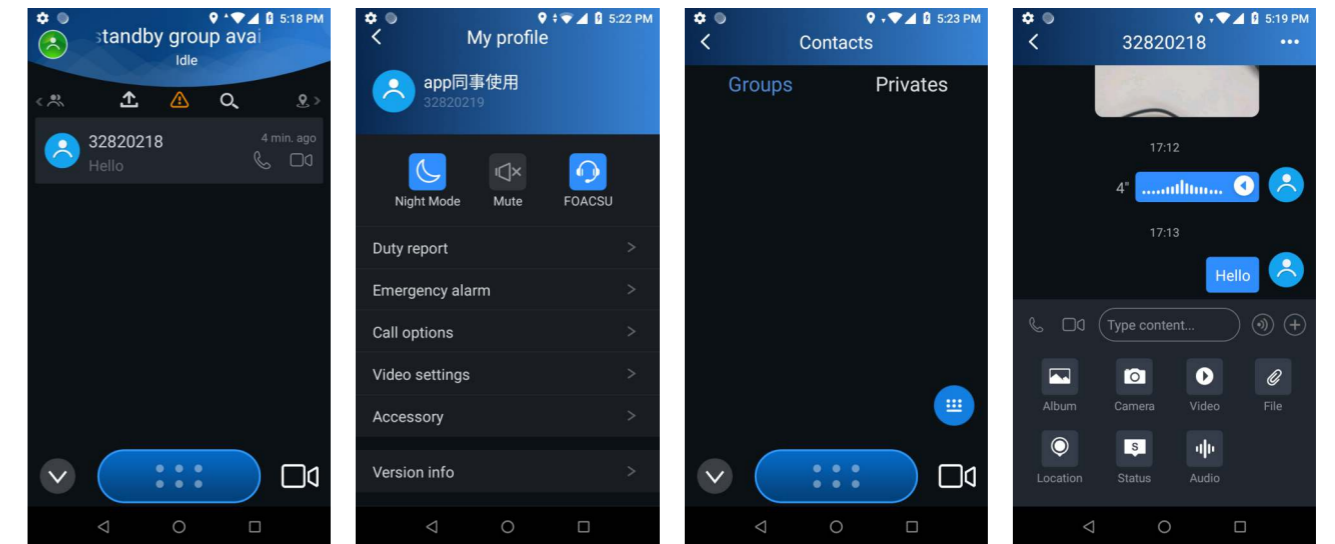 5:18 PM
standby group avai
Idle
32820218
4 min. ago
Hello
5:22 PM
My profile
app同事使用
32820219
Night Mode
Mute
FOACSU
Duty report
Emergency alarm
Call options
Video settings
Accessory
Version info
5:23 PM
Contacts
Groups
Privates
5:19 PM
32820218
17:12
4"
17:13
Hello
Type content...
Album
Camera
Video
File
S
Location
Status
Audio